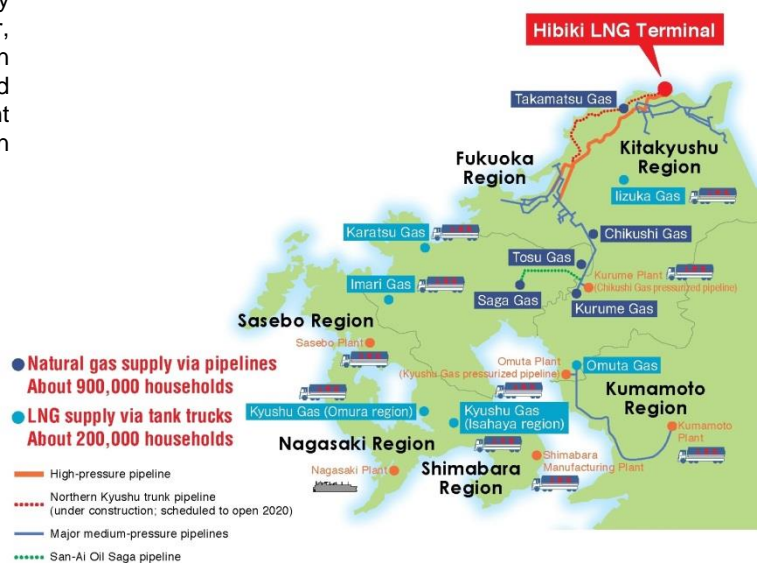 y
r,
n
d
nt
n
Hibiki LNG Terminal
Takamatsu Gas
Kitakyushu
Region
Fukuoka
Region
Iizuka Gas
Karatsu Gas
Chikushi Gas
Tosu Gas
Kurume Plant
(Chikushi Gas pressurized pipeline)
Imari Gas
Saga Gas
Kurume Gas
Sasebo Region
Sasebo Plant
Omuta Plant
(Kyushu Gas pressurized pipeline)
Omuta Gas
Natural gas supply via pipelines
About 900,000 households
Kumamoto
Region
LNG supply via tank trucks
About 200,000 households
Kyushu Gas (Omura region)
Kyushu Gas
(Isahaya region)
Kumamoto
Plant
Nagasaki Region
Nagasaki Plant
Shimabara
Region
Shimabara
Manufacturing Plant
High-pressure pipeline
Northern Kyushu trunk pipeline
(under construction; scheduled to open 2020)
Major medium-pressure pipelines
San-Ai Oil Saga pipeline